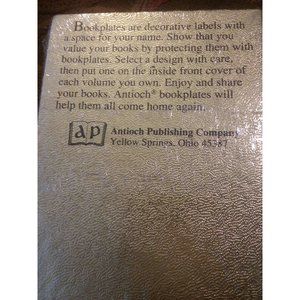 Bookplates are decorative labels with
a space for your name. Show that you
value your books by protecting them with
bookplates. Select a design with care,
then put one on the inside front cover of
each volume you own. Enjoy and share
your books. Antioch® bookplates will
help them all come home again.
ap
Antioch Publishing Company
Yellow Springs, Ohio 45387